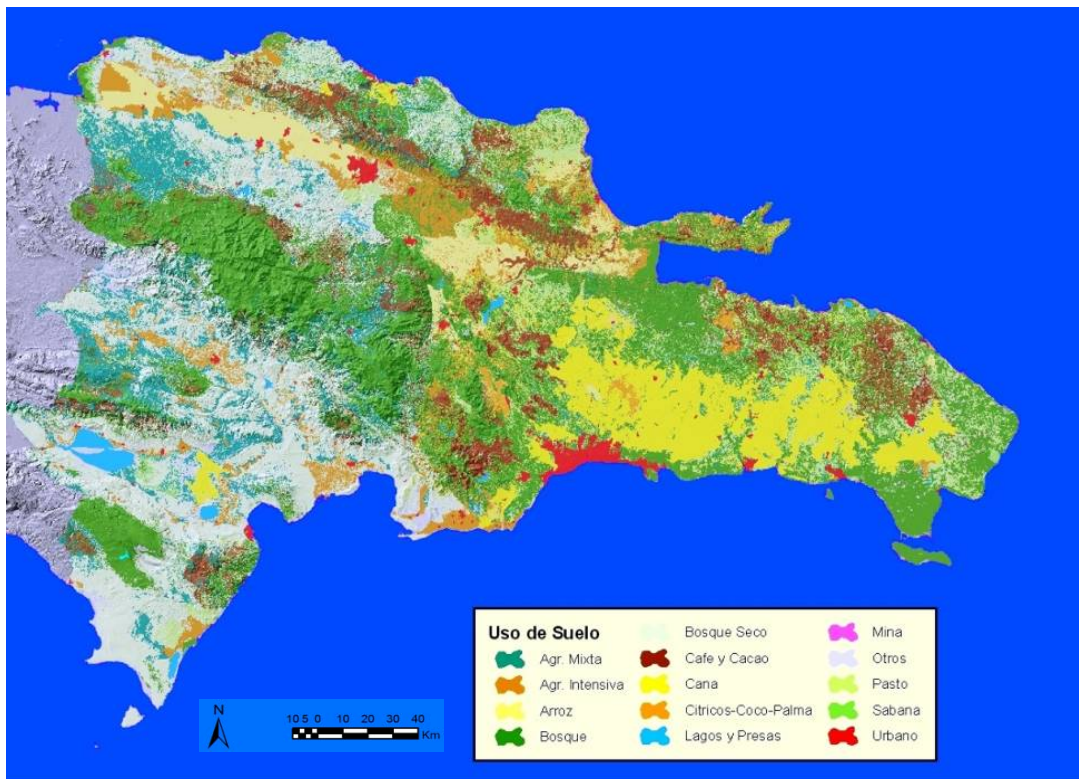 Uso de Suelo
Agr. Mixta
Agr. Intensiva
Arroz
Bosque
Bosque Seco
Cafe y Cacao
Cana
Citricos-Coco-Palma
Lagos y Presas
Mina
Otros
Pasto
Sabana
Urbano
N
10 5 0 10 20 30 40
Km